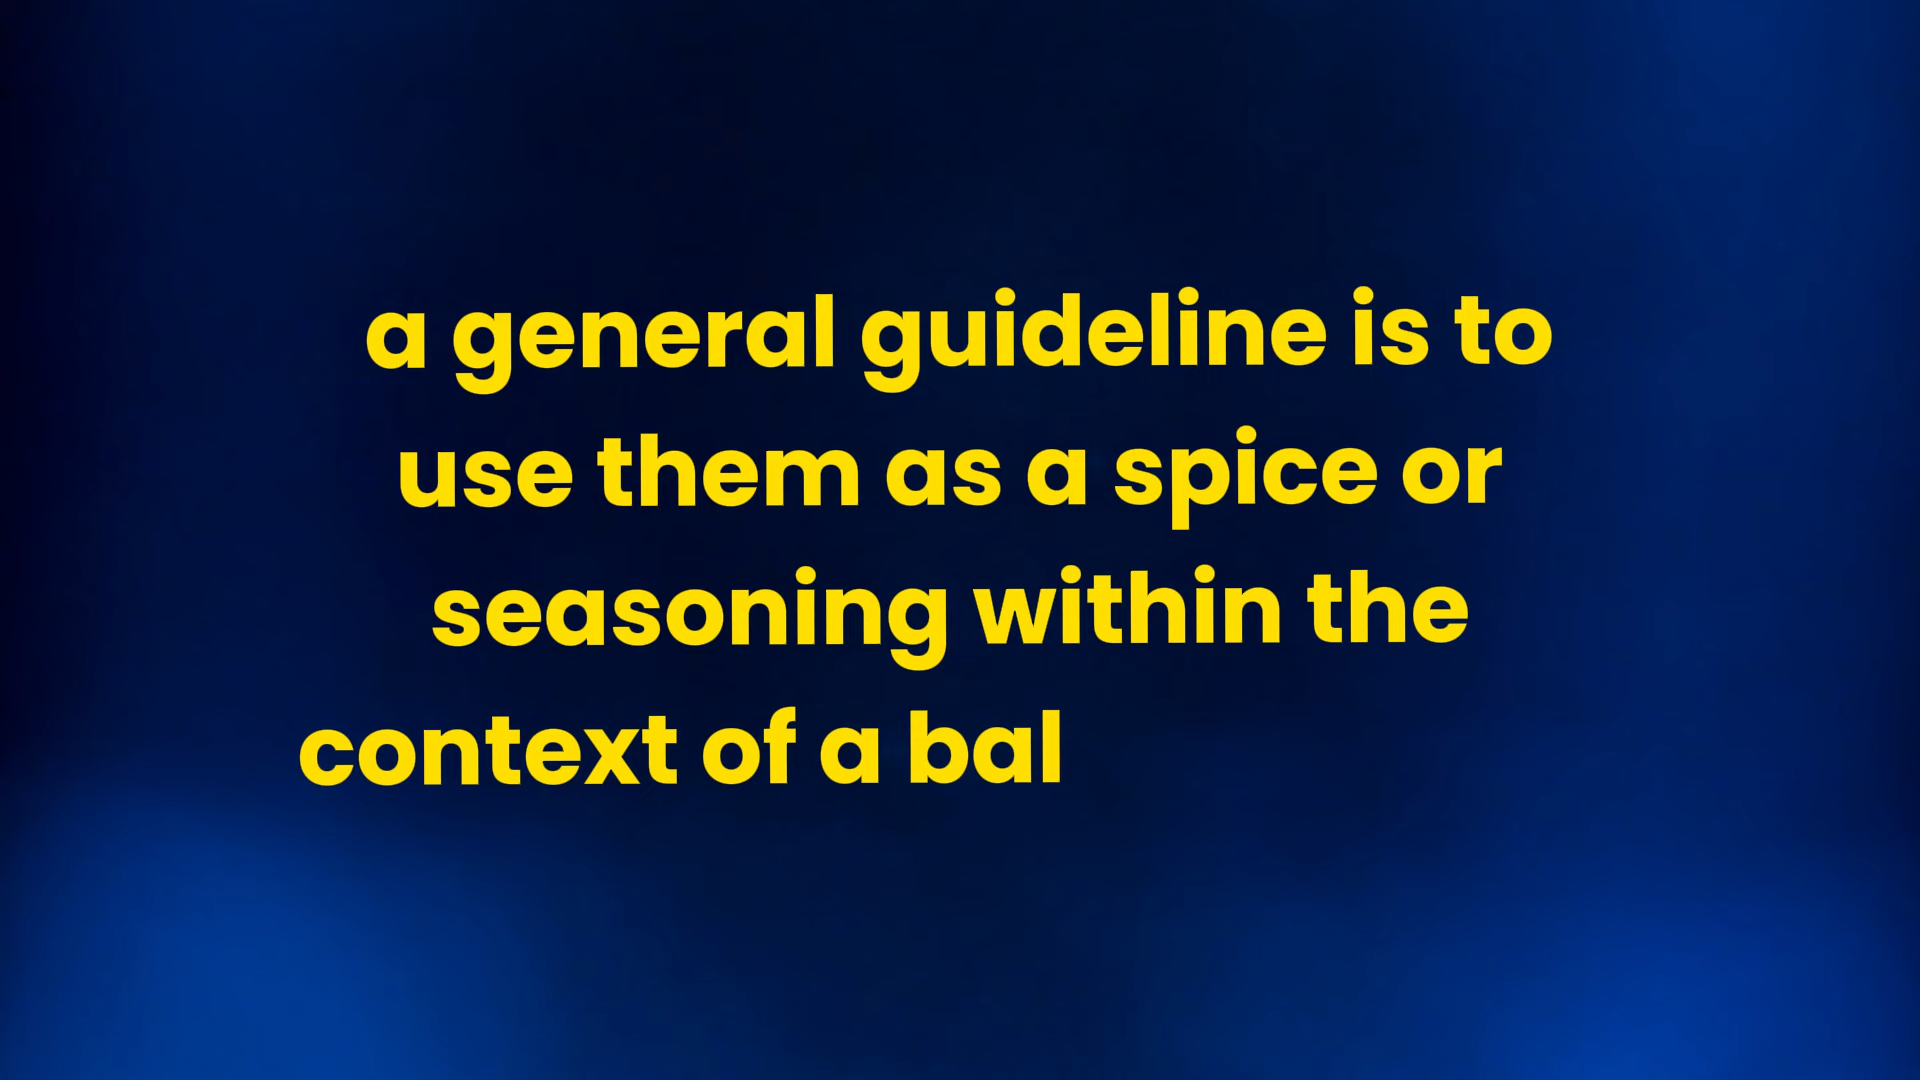 a general guideline is to
use them as a spice or
seasoning within the
context of a bal